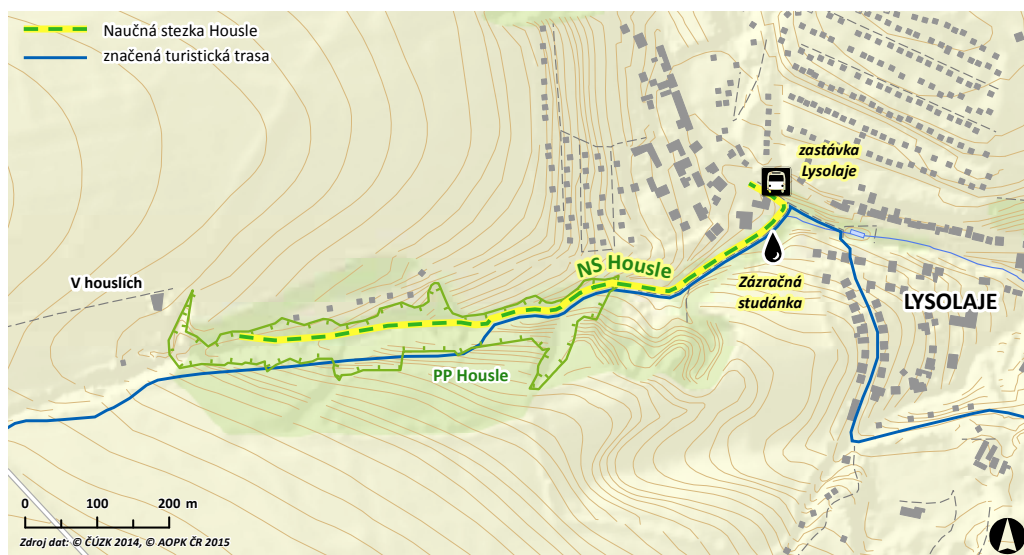 Naučná stezka Housle
značená turistická trasa
zastávka
Lysolaje
NS Housle
Zázračná
studánka
V houslích
LYSOLAJE
PP Housle
0 100 200 m
Zdroj dat: © ČÚZK 2014, © AOPK ČR 2015